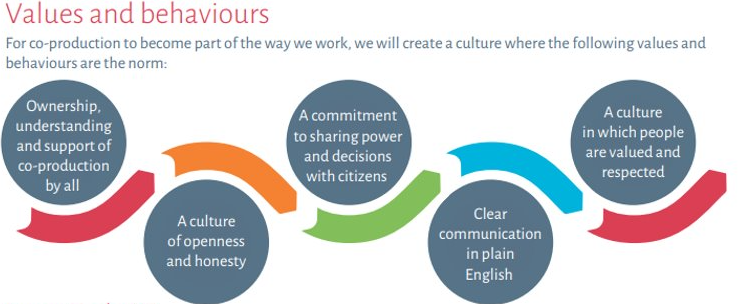 Values and behaviours
For co-production to become part of the way we work, we will create a culture where the following values and
behaviours are the norm:
Ownership,
understanding
and support of
co-production
by all
A culture
of openness
and honesty
A commitment
to sharing power
and decisions
with citizens
Clear
communication
in plain
English
A culture
in which people
are valued and
respected